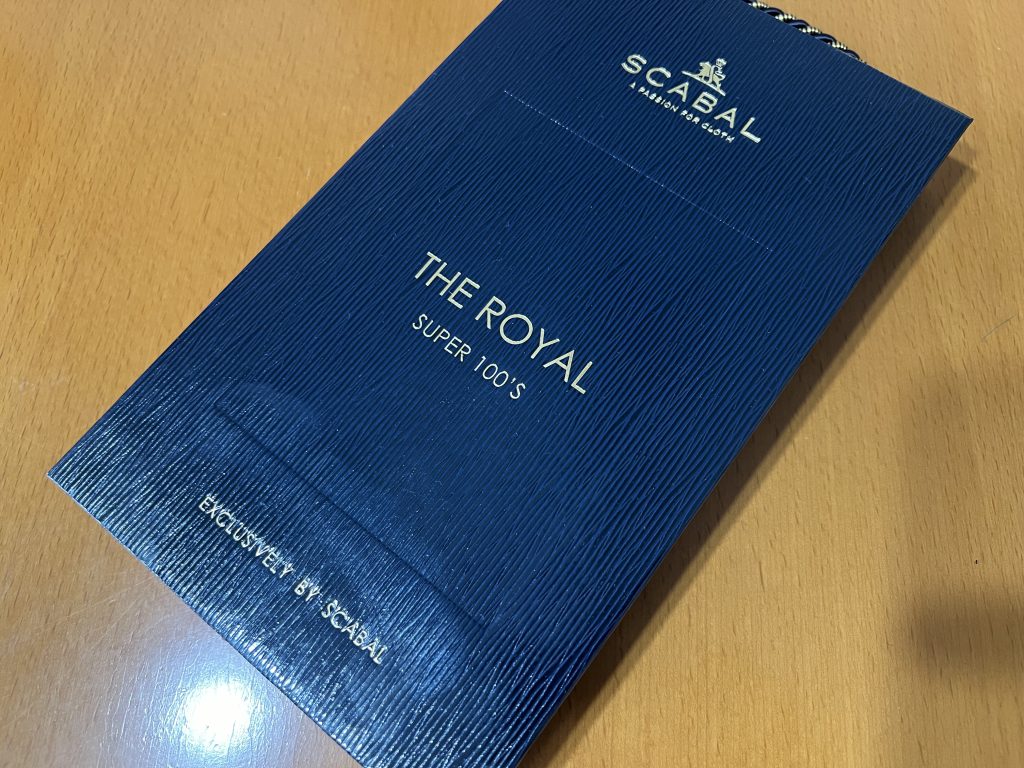 SCABAL
A PASSION FOR CLOTH
THE ROYAL
SUPER 100'S
EXCLUSIVELY BY SCABAL